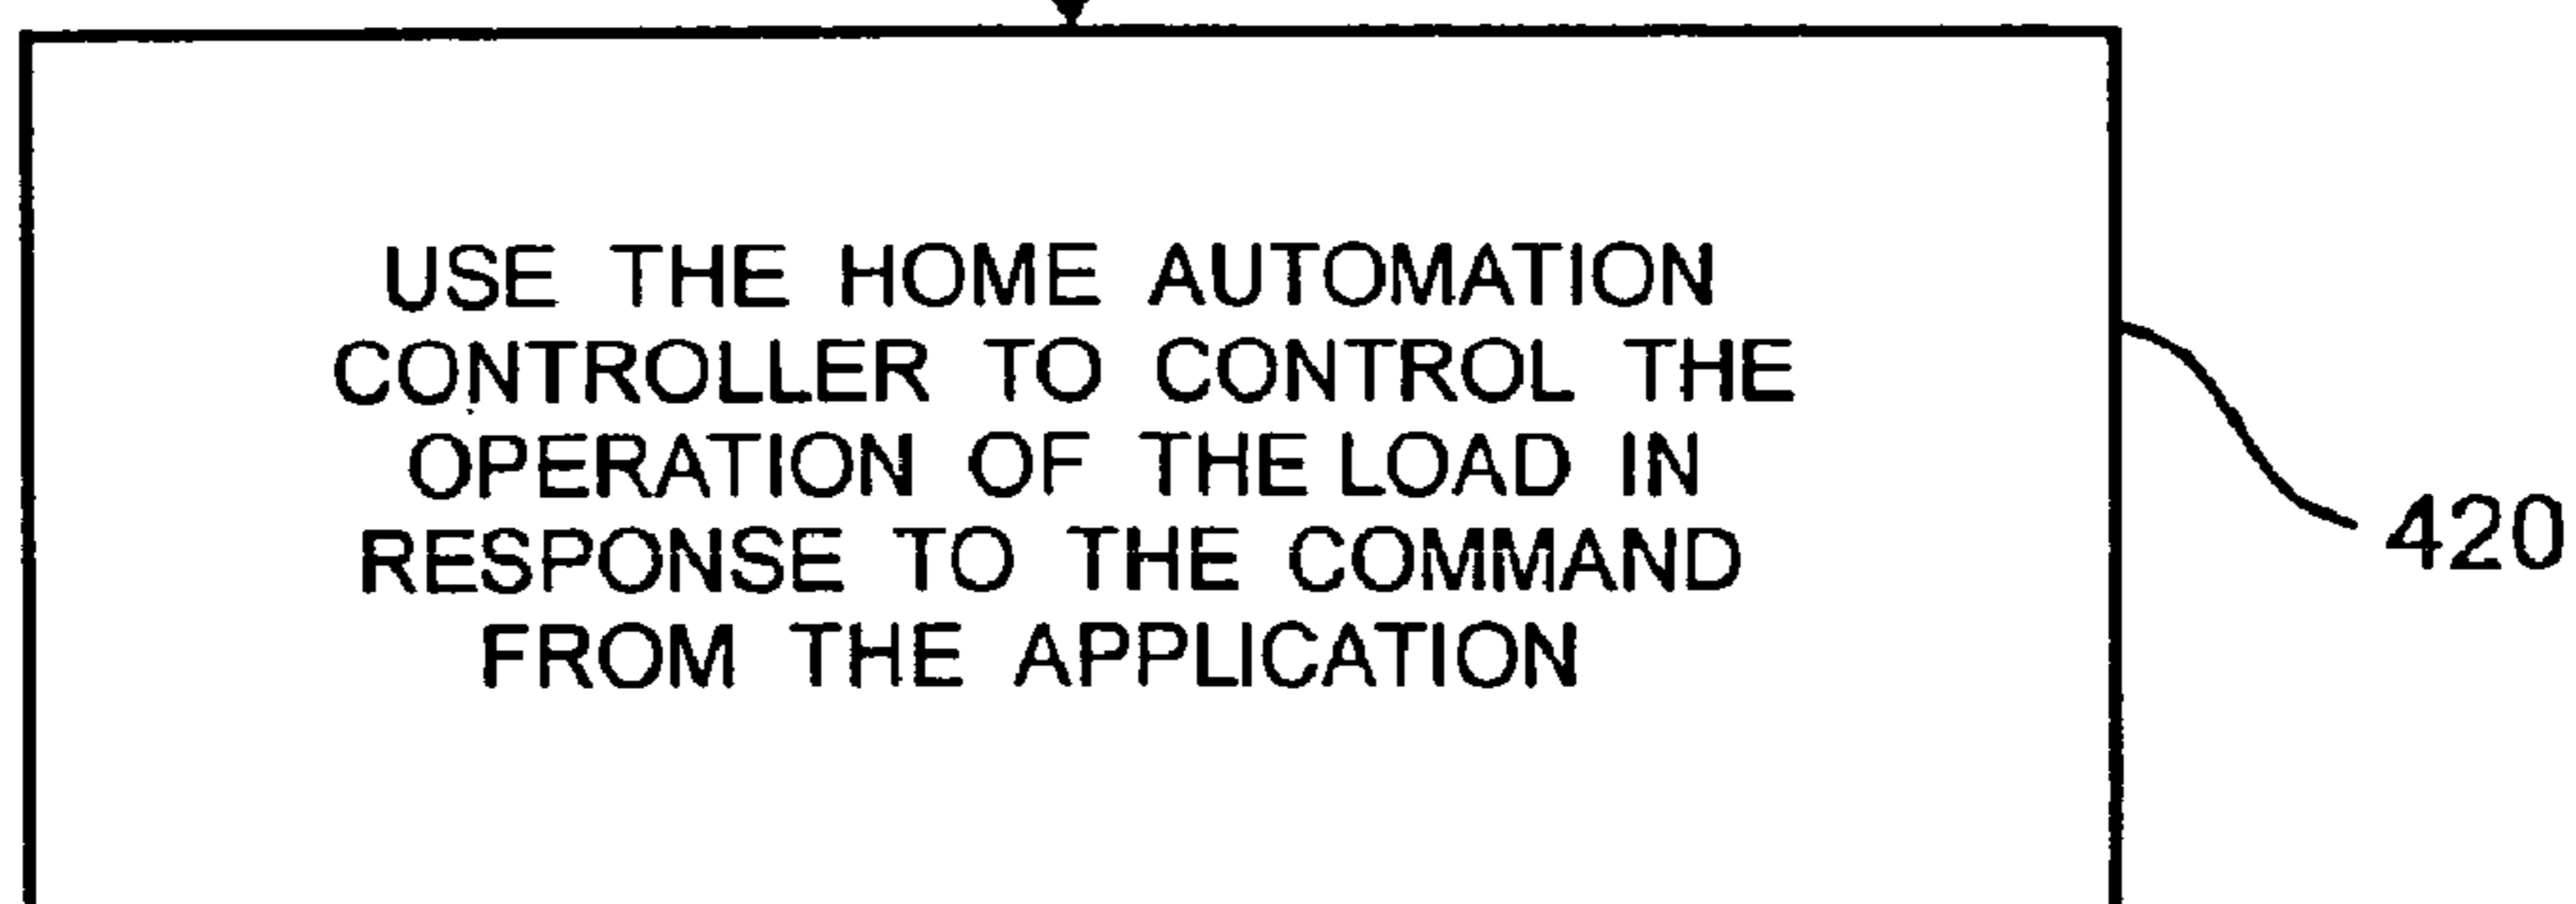 USE THE HOME AUTOMATION
CONTROLLER TO CONTROL THE
OPERATION OF THE LOAD IN
RESPONSE TO THE COMMAND
FROM THE APPLICATION
420